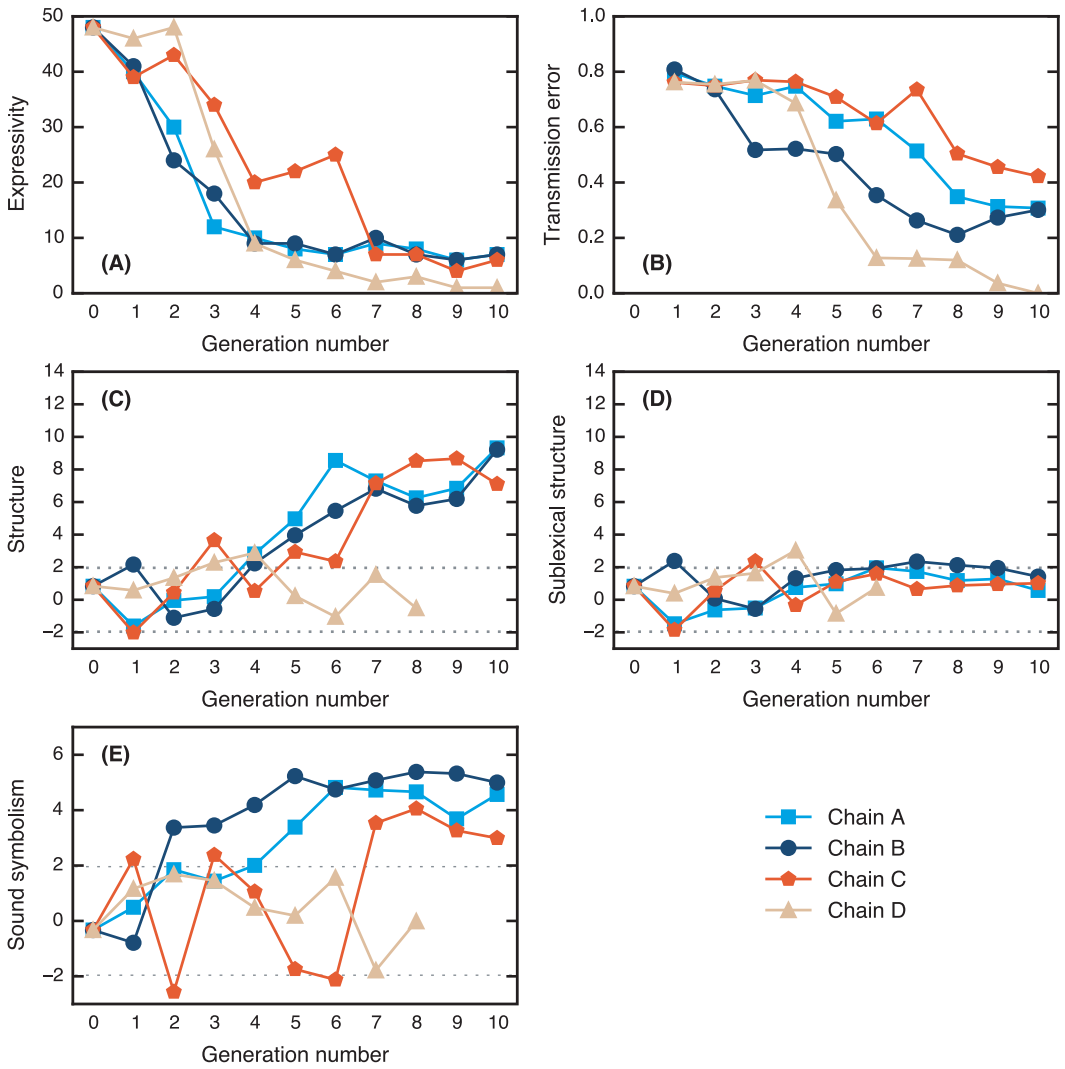 50
40
30
20
10
0
Expressivity
(A)
0 1 2 3 4 5 6 7 8 9 10
Generation number
1.0
0.8
0.6
0.4
0.2
0.0
Transmission error
(B)
1 2 3 4 5 6 7 8 9 10
Generation number
14
12
10
8
6
4
2
0
−2
Structure
(C)
0 1 2 3 4 5 6 7 8 9 10
Generation number
14
12
10
8
6
4
2
0
−2
Sublexical structure
(D)
0 1 2 3 4 5 6 7 8 9 10
Generation number
6
4
2
0
−2
Sound symbolism
(E)
0 1 2 3 4 5 6 7 8 9 10
Generation number
Chain A
Chain B
Chain C
Chain D